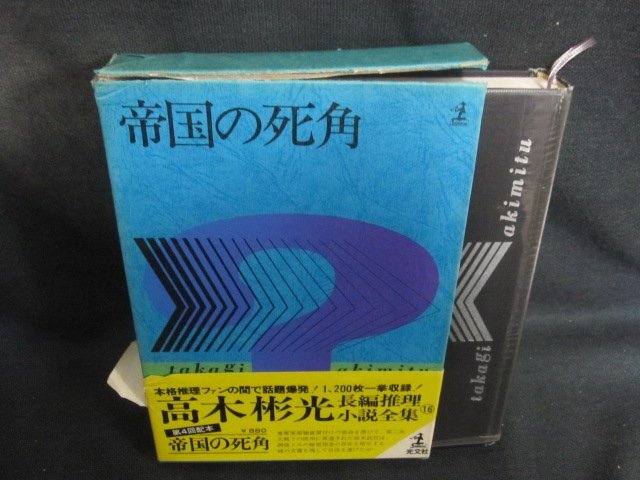 帝国の死角
takagi akimitu
akimitu
takagi
本格推理ファンの間で話題爆発！1,200枚一挙収録！
高木彬光 長編推理小説全集⑯
第4回配本 ¥880
帝国の死角
光文社